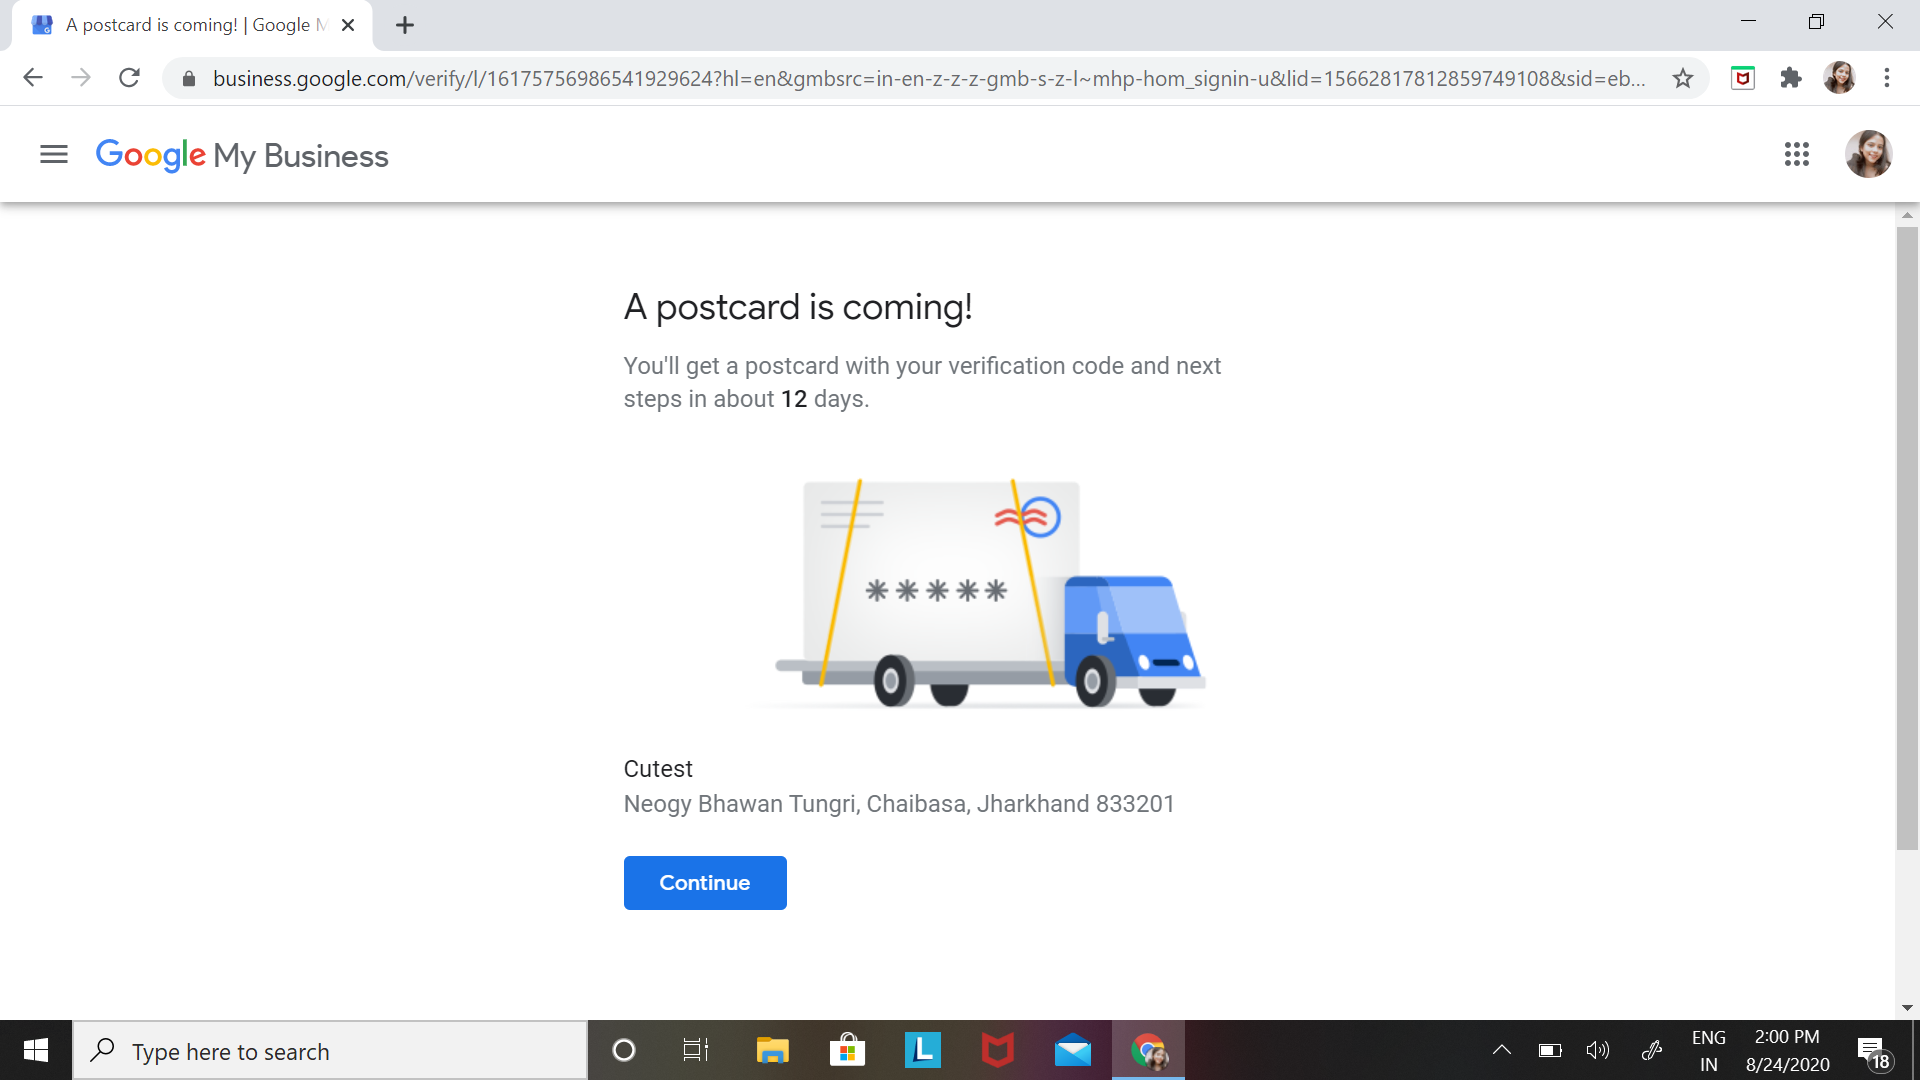 A postcard is coming! | Google M
business.google.com/verify/l/16175756986541929624?hl=en&gmbsrc=in-en-z-z-z-gmb-s-z-l~mhp-hom_signin-u&lid=15662817812859749108&sid=eb...
Google My Business
A postcard is coming!
You'll get a postcard with your verification code and next
steps in about 12 days.
*****
Cutest
Neogy Bhawan Tungri, Chaibasa, Jharkhand 833201
Continue
Type here to search
L
ENG
IN
2:00 PM
8/24/2020
18